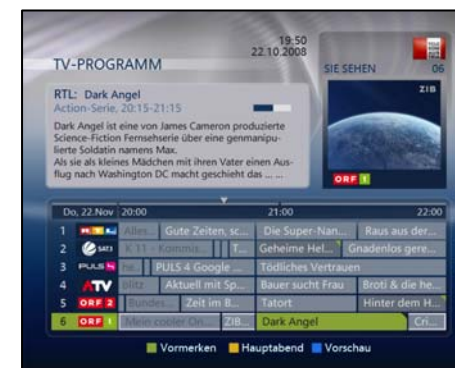 19:50
22.10.2008
TV-PROGRAMM
SIE SEHEN 06
RTL: Dark Angel
Action-Serie, 20:15-21:15
Dark Angel ist eine von James Cameron produzierte
Science-Fiction Fernsehserie über eine genmanipu-
lierte Soldatin namens Max.
Als sie als kleines Mädchen mit ihren Vater einen Aus-
flug nach Washington DC macht geschieht das ... ...
ZIB
ORF 1
Do, 22.Nov 20:00 21:00 22:00
1 RTL Alles... Gute Zeiten, sc... Die Super-Nan... Raus aus der...
2 SAT.1 K 11 - Kommis... T... Geheime Hel... Gnadenlos gere...
3 PULS 4 he... PULS 4 Google ... Tödliches Vertrauen
4 ATV blitz Aktuell mit Sp... Bauer sucht Frau Broti & die he...
5 ORF 2 Bundes... Zeit im B... Tatort Hinter dem H...
6 ORF 1 Mein cooler On... ZIB... Dark Angel Cri...
Vormerken Hauptabend Vorschau